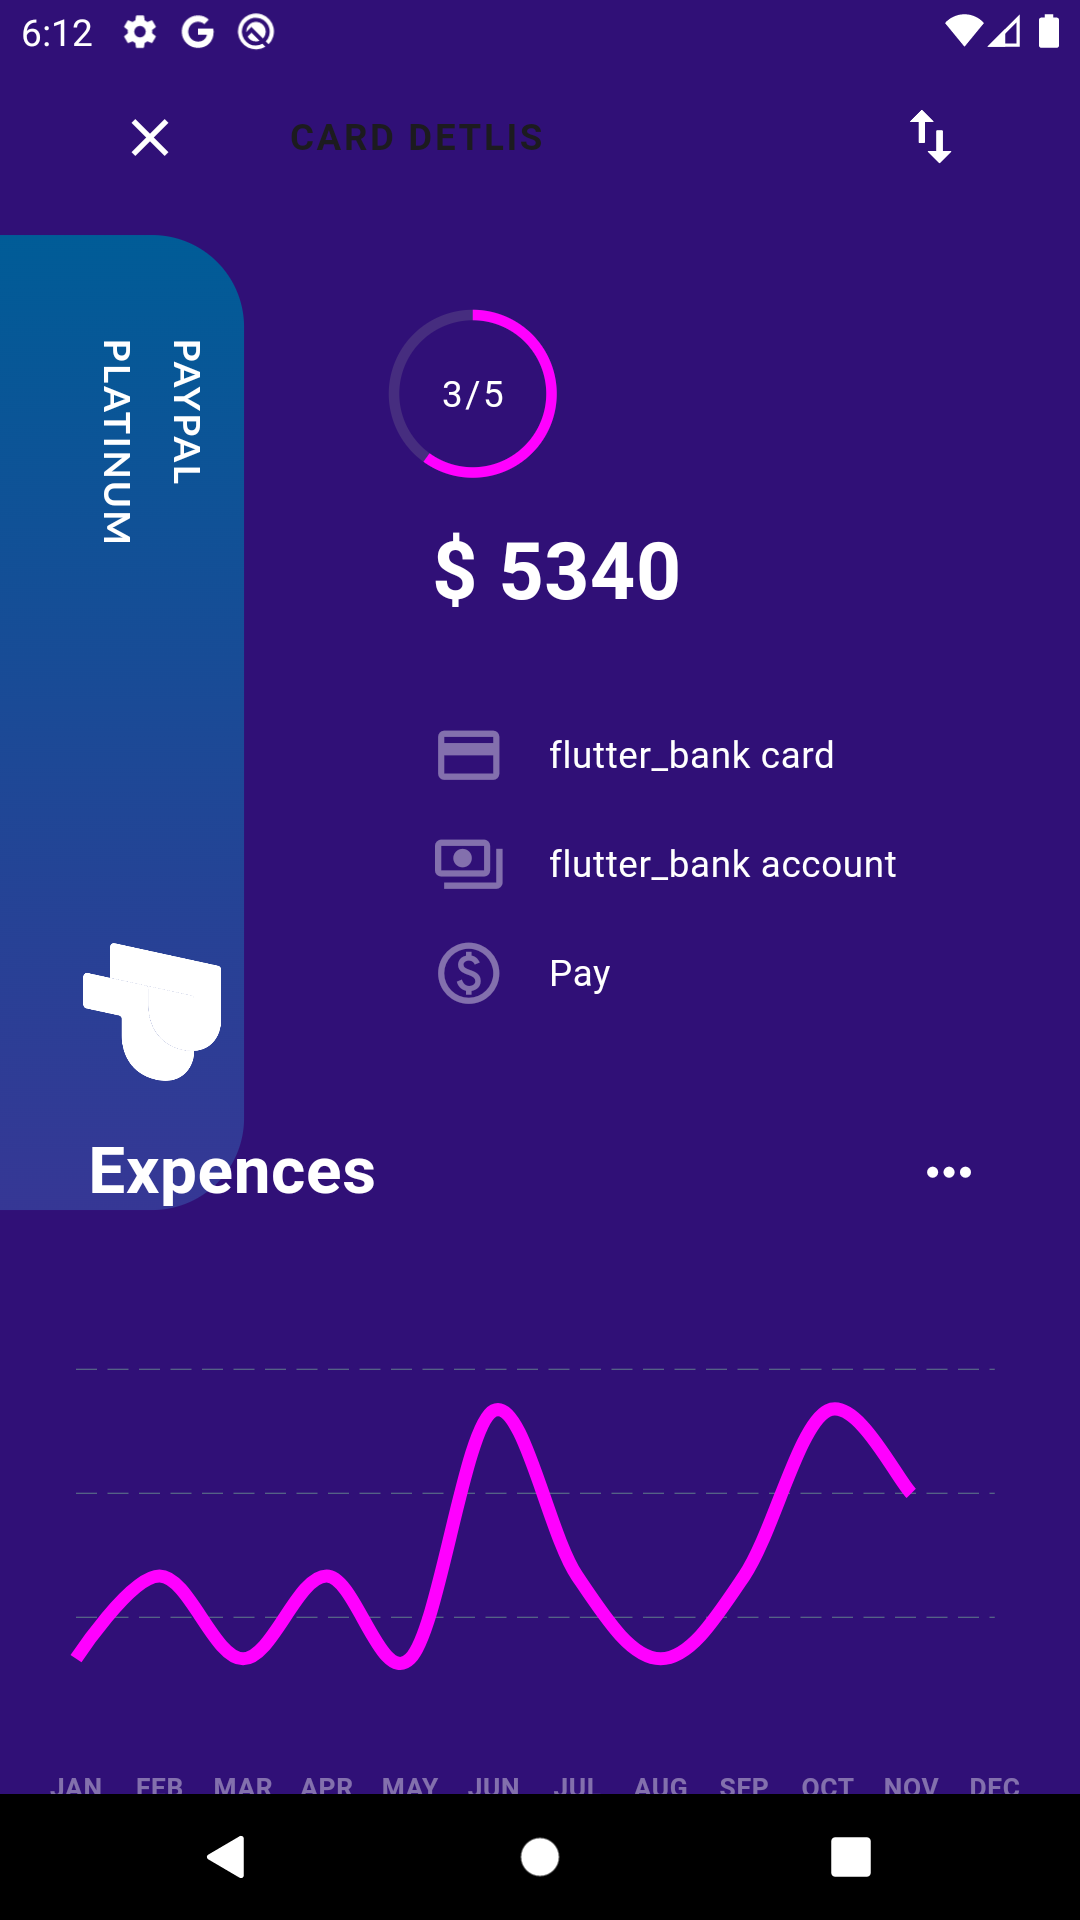 6:12
CARD DETLIS
PAYPAL
PLATINUM
3/5
$ 5340
flutter_bank card
flutter_bank account
Pay
Expences
JAN FEB MAR APR MAY JUN JUL AUG SEP OCT NOV DEC